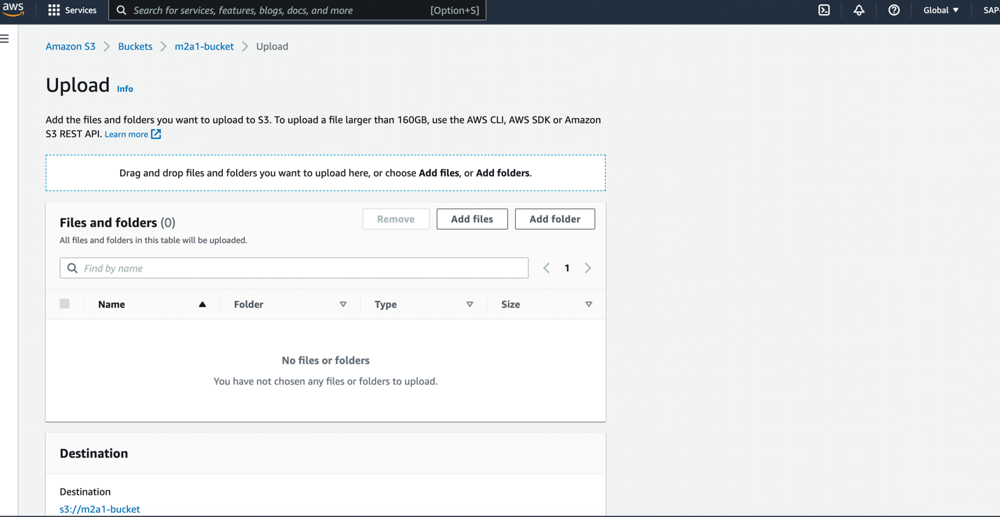 aws
Services
Search for services, features, blogs, docs, and more
[Option+S]
Global
SAP-
Amazon S3
Buckets
m2a1-bucket
Upload
Upload Info
Add the files and folders you want to upload to S3. To upload a file larger than 160GB, use the AWS CLI, AWS SDK or Amazon
S3 REST API. Learn more
Drag and drop files and folders you want to upload here, or choose Add files, or Add folders.
Files and folders (0)
Remove
Add files
Add folder
All files and folders in this table will be uploaded.
Find by name
1
Name
Folder
Type
Size
No files or folders
You have not chosen any files or folders to upload.
Destination
Destination
s3://m2a1-bucket